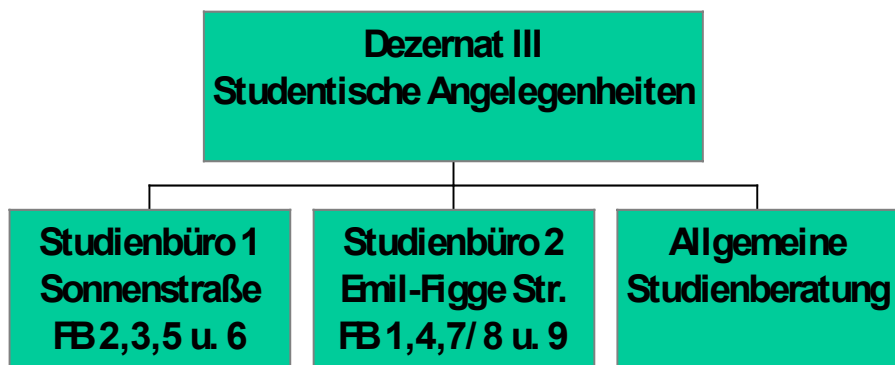 Dezernat III
Studentische Angelegenheiten
Studienbüro 1
Sonnenstraße
FB 2,3,5 u. 6
Studienbüro 2
Emil-Figge Str.
FB 1,4,7/ 8 u. 9
Allgemeine
Studienberatung